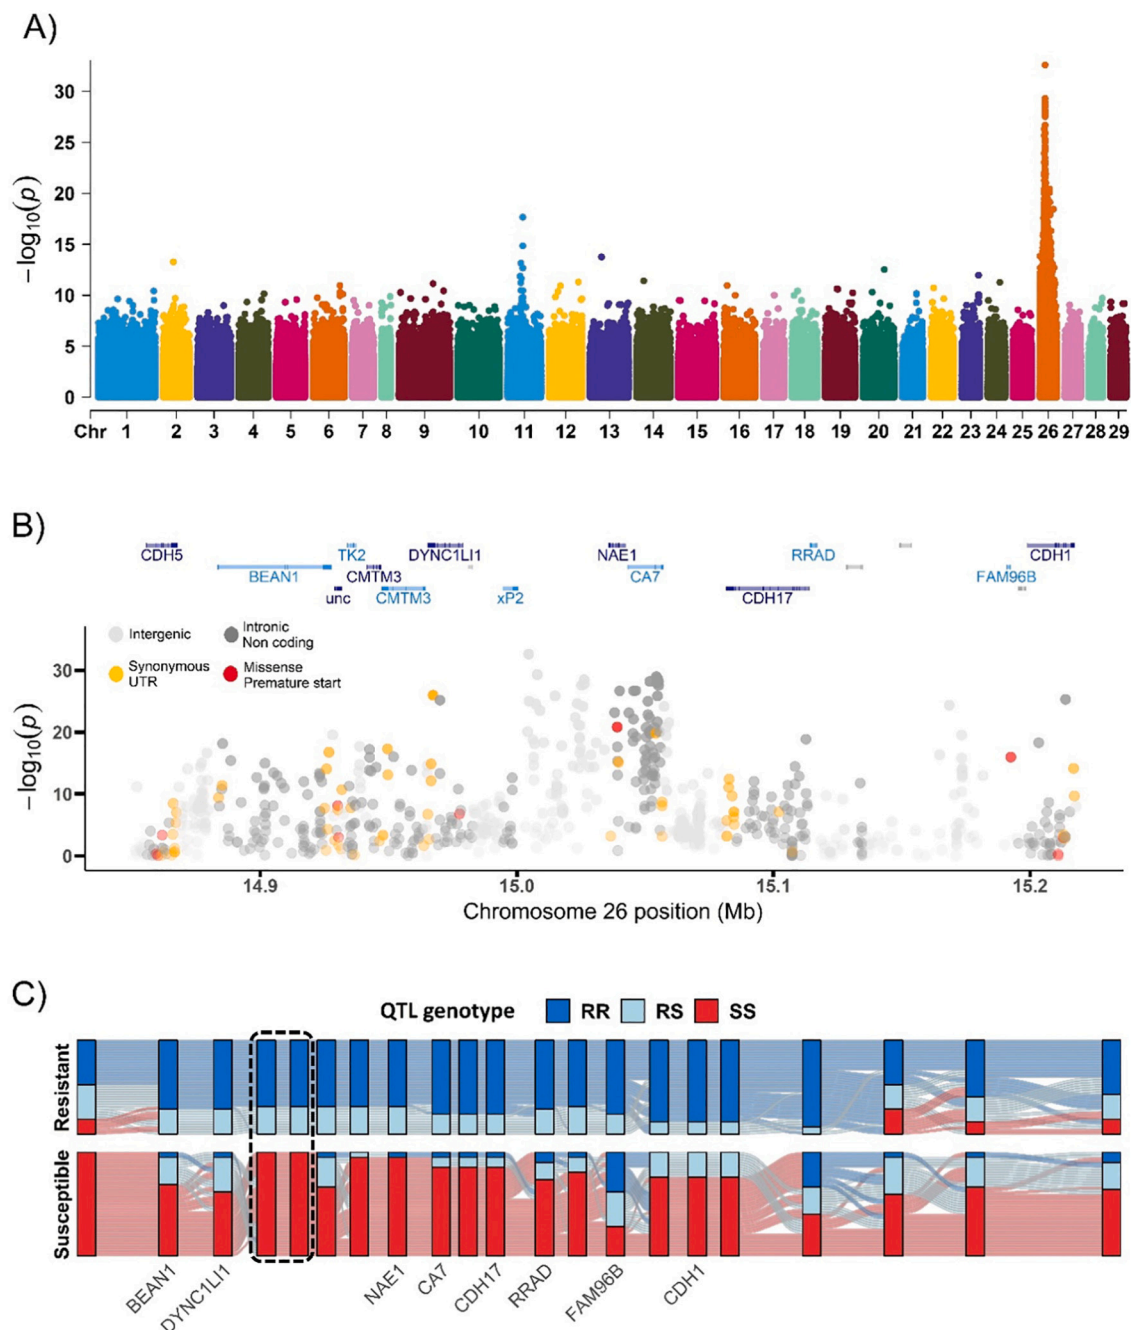 A)
30
25
20
15
10
5
0
−log10(p)
Chr 1 2 3 4 5 6 7 8 9 10 11 12 13 14 15 16 17 18 19 20 21 22 23 24 25 26 27 28 29
B)
CDH5 TK2 DYNC1LI1 NAE1 RRAD CDH1
BEAN1 CMTM3 CA7 FAM96B
unc CMTM3 xP2 CDH17
Intergenic
Intronic
Non coding
Synonymous
UTR
Missense
Premature start
30
20
10
0
−log10(p)
14.9 15.0 15.1 15.2
Chromosome 26 position (Mb)
C)
QTL genotype RR RS SS
Resistant
Susceptible
BEAN1 DYNC1LI1 NAE1 CA7 CDH17 RRAD FAM96B CDH1